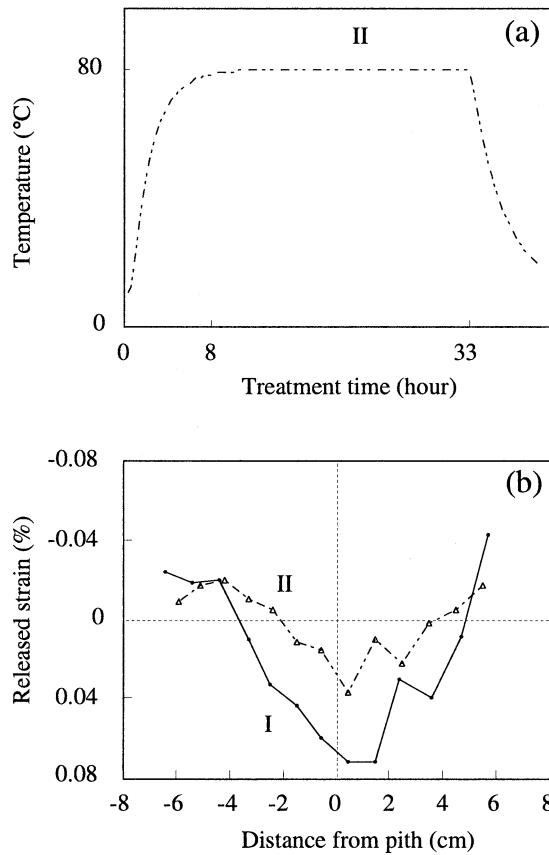 II
(a)
80
0
Temperature (°C)
0 8 33
Treatment time (hour)
(b)
-0.08
-0.04
0
0.04
0.08
Released strain (%)
II
I
-8 -6 -4 -2 0 2 4 6 8
Distance from pith (cm)